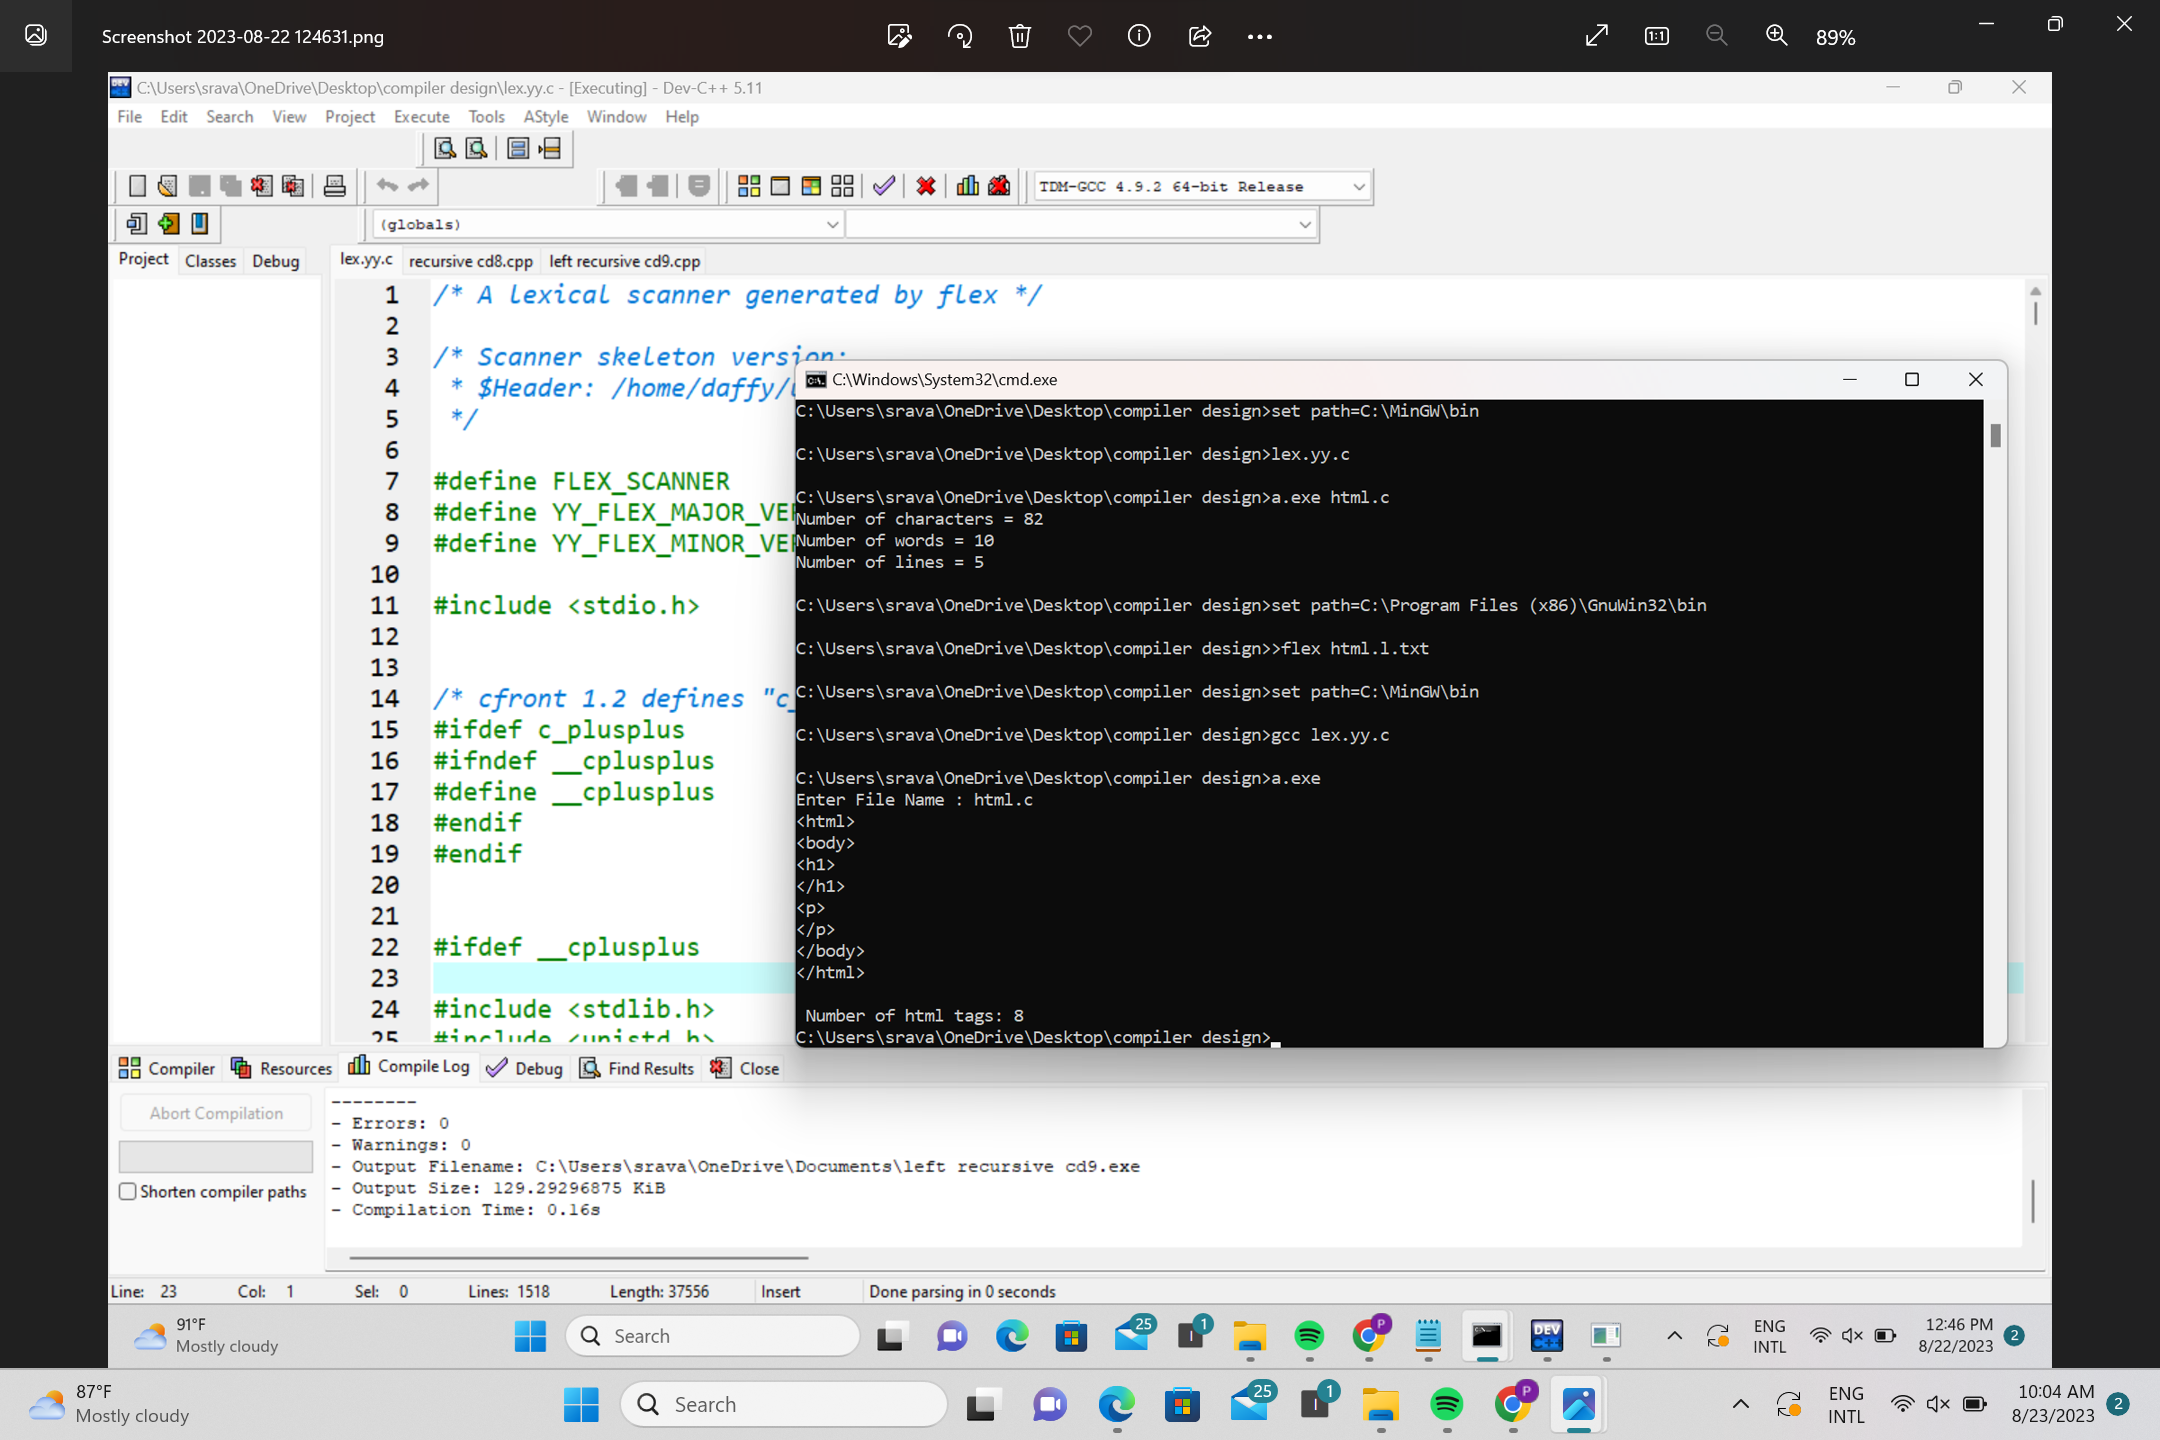 Screenshot 2023-08-22 124631.png
89%
C:\Users\srava\OneDrive\Desktop\compiler design\lex.yy.c - [Executing] - Dev-C++ 5.11
File Edit Search View Project Execute Tools AStyle Window Help
TDM-GCC 4.9.2 64-bit Release
(globals)
Project Classes Debug
lex.yy.c recursive cd8.cpp left recursive cd9.cpp
1 /* A lexical scanner generated by flex */
2
3 /* Scanner skeleton version:
4 * $Header: /home/daffy/
5 */
6
7 #define FLEX_SCANNER
8 #define YY_FLEX_MAJOR_VER
9 #define YY_FLEX_MINOR_VER
10
11 #include <stdio.h>
12
13
14 /* cfront 1.2 defines "c_
15 #ifdef c_plusplus
16 #ifndef __cplusplus
17 #define __cplusplus
18 #endif
19 #endif
20
21
22 #ifdef __cplusplus
23
24 #include <stdlib.h>
25 #include <unistd.h>
C:\Windows\System32\cmd.exe
C:\Users\srava\OneDrive\Desktop\compiler design>set path=C:\MinGW\bin
C:\Users\srava\OneDrive\Desktop\compiler design>lex.yy.c
C:\Users\srava\OneDrive\Desktop\compiler design>a.exe html.c
Number of characters = 82
Number of words = 10
Number of lines = 5
C:\Users\srava\OneDrive\Desktop\compiler design>set path=C:\Program Files (x86)\GnuWin32\bin
C:\Users\srava\OneDrive\Desktop\compiler design>>flex html.l.txt
C:\Users\srava\OneDrive\Desktop\compiler design>set path=C:\MinGW\bin
C:\Users\srava\OneDrive\Desktop\compiler design>gcc lex.yy.c
C:\Users\srava\OneDrive\Desktop\compiler design>a.exe
Enter File Name : html.c
<html>
<body>
<h1>
</h1>
<p>
</p>
</body>
</html>
Number of html tags: 8
C:\Users\srava\OneDrive\Desktop\compiler design>
Compiler Resources Compile Log Debug Find Results Close
Abort Compilation
Shorten compiler paths
--------
- Errors: 0
- Warnings: 0
- Output Filename: C:\Users\srava\OneDrive\Documents\left recursive cd9.exe
- Output Size: 129.29296875 KiB
- Compilation Time: 0.16s
Line: 23 Col: 1 Sel: 0 Lines: 1518 Length: 37556 Insert Done parsing in 0 seconds
91°F
Mostly cloudy
Search
25
1
P
DEV
ENG
INTL
12:46 PM
8/22/2023
2
87°F
Mostly cloudy
Search
25
1
P
ENG
INTL
10:04 AM
8/23/2023
2